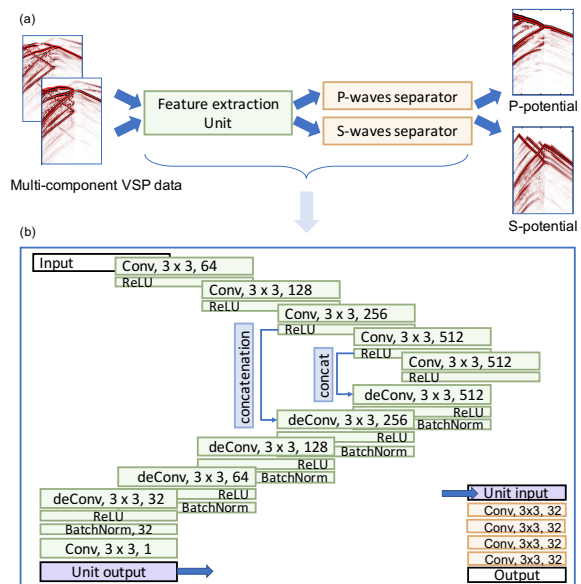 (a)
Feature extraction
Unit
P-waves separator
S-waves separator
P-potential
Multi-component VSP data
S-potential
(b)
Input
Conv, 3 x 3, 64
ReLU
Conv, 3 x 3, 128
ReLU
Conv, 3 x 3, 256
ReLU
Conv, 3 x 3, 512
ReLU
Conv, 3 x 3, 512
ReLU
concatenation
concat
deConv, 3 x 3, 512
ReLU
BatchNorm
deConv, 3 x 3, 256
ReLU
BatchNorm
deConv, 3 x 3, 128
ReLU
BatchNorm
deConv, 3 x 3, 64
ReLU
BatchNorm
deConv, 3 x 3, 32
ReLU
BatchNorm, 32
Conv, 3 x 3, 1
Unit output
Unit input
Conv, 3x3, 32
Conv, 3x3, 32
Conv, 3x3, 32
Conv, 3x3, 32
Output